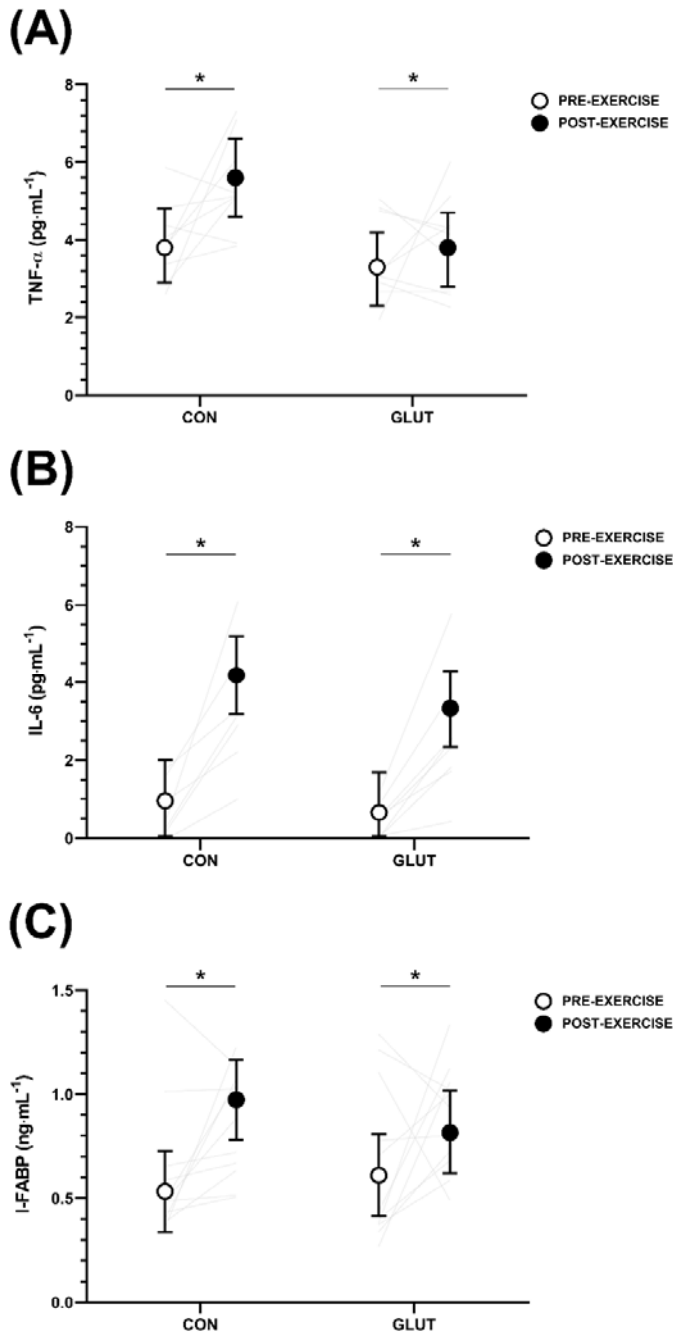 (A)
*
*
PRE-EXERCISE
POST-EXERCISE
TNF-α (pg·mL⁻¹)
8
6
4
2
0
CON
GLUT
(B)
*
*
PRE-EXERCISE
POST-EXERCISE
IL-6 (pg·mL⁻¹)
8
6
4
2
0
CON
GLUT
(C)
*
*
PRE-EXERCISE
POST-EXERCISE
I-FABP (ng·mL⁻¹)
1.5
1.0
0.5
0.0
CON
GLUT